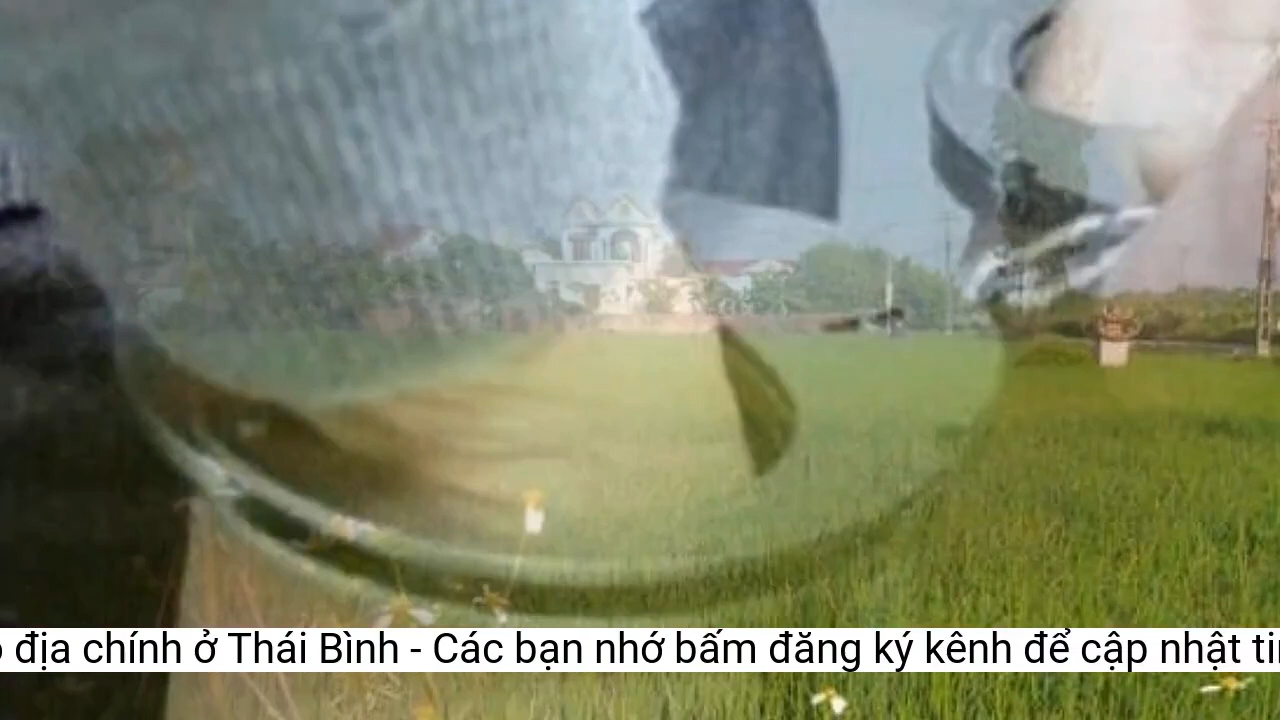 địa chính ở Thái Bình - Các bạn nhớ bấm đăng ký kênh để cập nhật